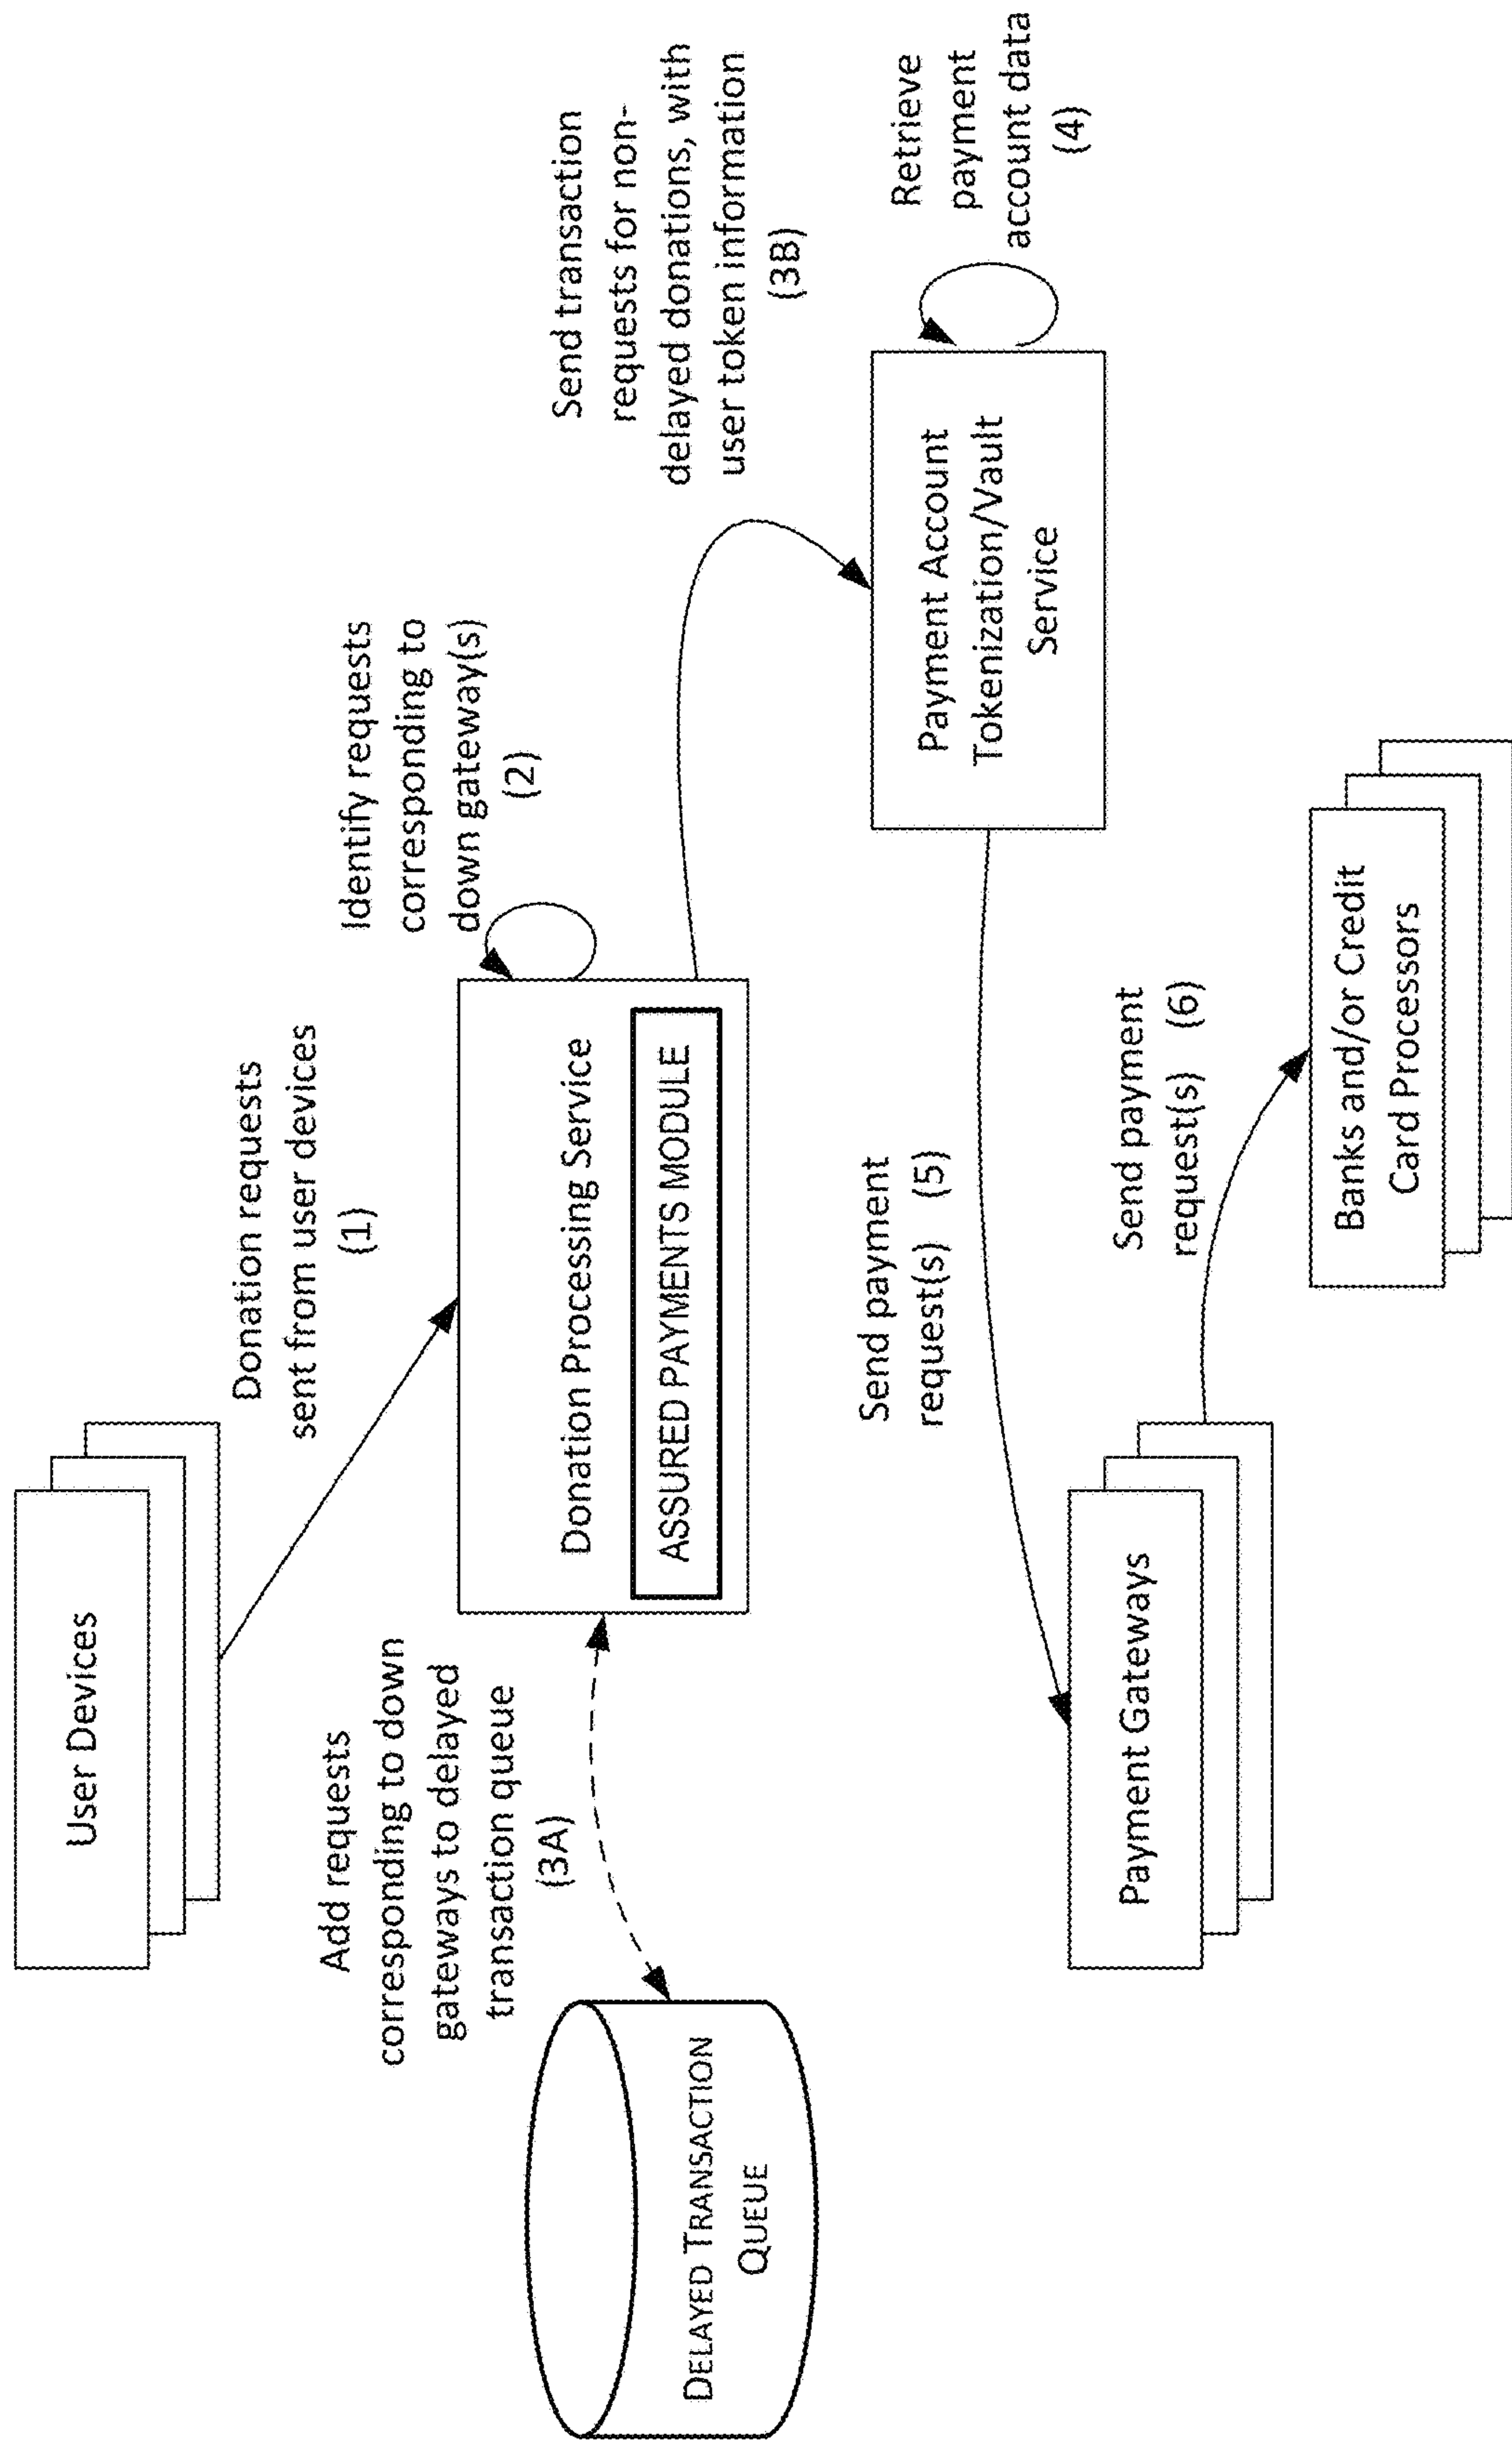 User Devices
Donation requests
sent from user devices
(1)
Identify requests
corresponding to
down gateway(s)
(2)
Add requests
corresponding to down
gateways to delayed
transaction queue
(3A)
Donation Processing Service
ASSURED PAYMENTS MODULE
Send transaction
requests for non-
delayed donations, with
user token information
(3B)
DELAYED TRANSACTION
QUEUE
Payment Account
Tokenization/Vault
Service
Retrieve
payment
account data
(4)
Send payment
request(s) (5)
Payment Gateways
Send payment
request(s) (6)
Banks and/or Credit
Card Processors